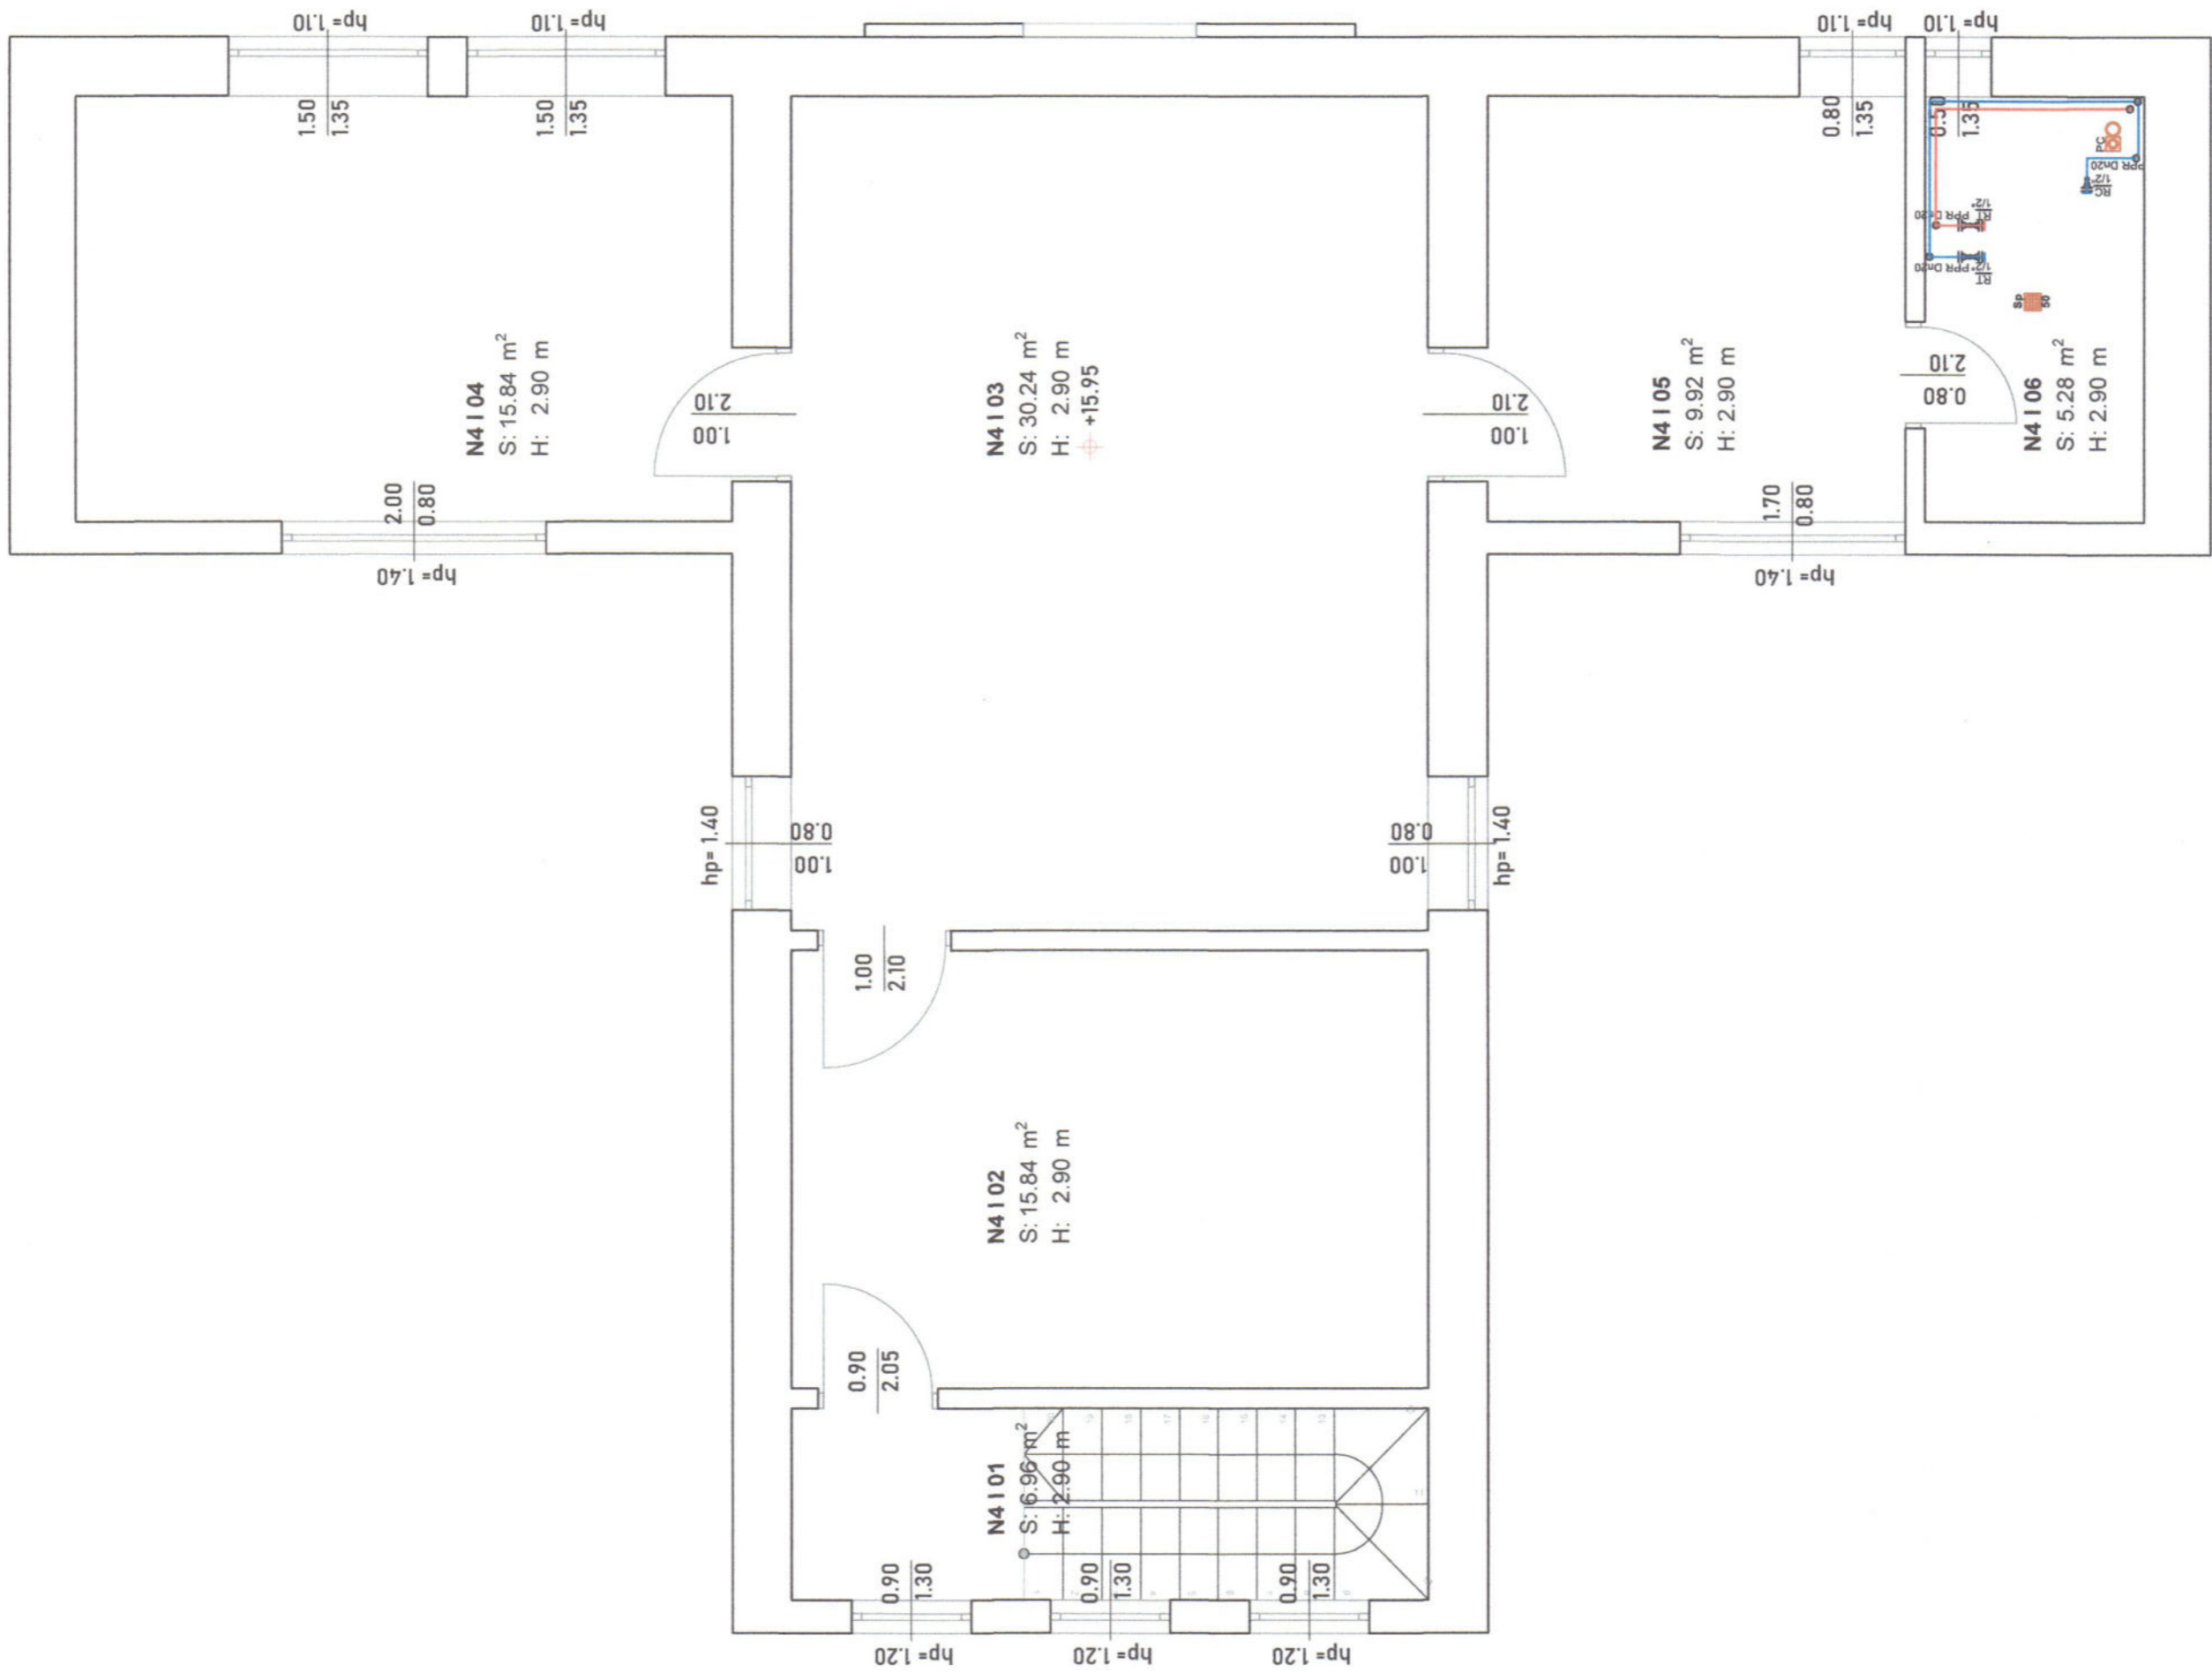 hp= 1.10
1.50
1.35
hp= 1.10
1.50
1.35
hp= 1.10
0.80
1.35
hp= 1.10
0.50
1.35
N4 I 04
S: 15.84 m²
H: 2.90 m
2.00
0.80
hp= 1.40
1.00
2.10
N4 I 03
S: 30.24 m²
H: 2.90 m
+15.95
1.00
2.10
N4 I 05
S: 9.92 m²
H: 2.90 m
1.70
0.80
hp= 1.40
0.80
2.10
N4 I 06
S: 5.28 m²
H: 2.90 m
PC
PPR Dn20
RC
1/2"
PPR Dn20
RT
1/2"
PPR Dn20
RT
1/2"
Sp
50
hp= 1.40
1.00
0.80
hp= 1.40
1.00
0.80
1.00
2.10
N4 I 02
S: 15.84 m²
H: 2.90 m
0.90
2.05
N4 I 01
S: 6.96 m²
H: 2.90 m
0.90
1.30
hp= 1.20
0.90
1.30
hp= 1.20
0.90
1.30
hp= 1.20